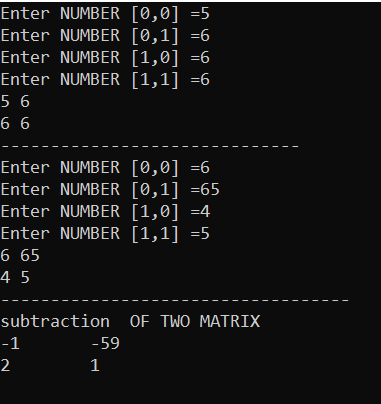 Enter NUMBER [0,0] =5
Enter NUMBER [0,1] =6
Enter NUMBER [1,0] =6
Enter NUMBER [1,1] =6
5 6
6 6
------------------------------
Enter NUMBER [0,0] =6
Enter NUMBER [0,1] =65
Enter NUMBER [1,0] =4
Enter NUMBER [1,1] =5
6 65
4 5
-----------------------------------
subtraction  OF TWO MATRIX
-1       -59
2        1